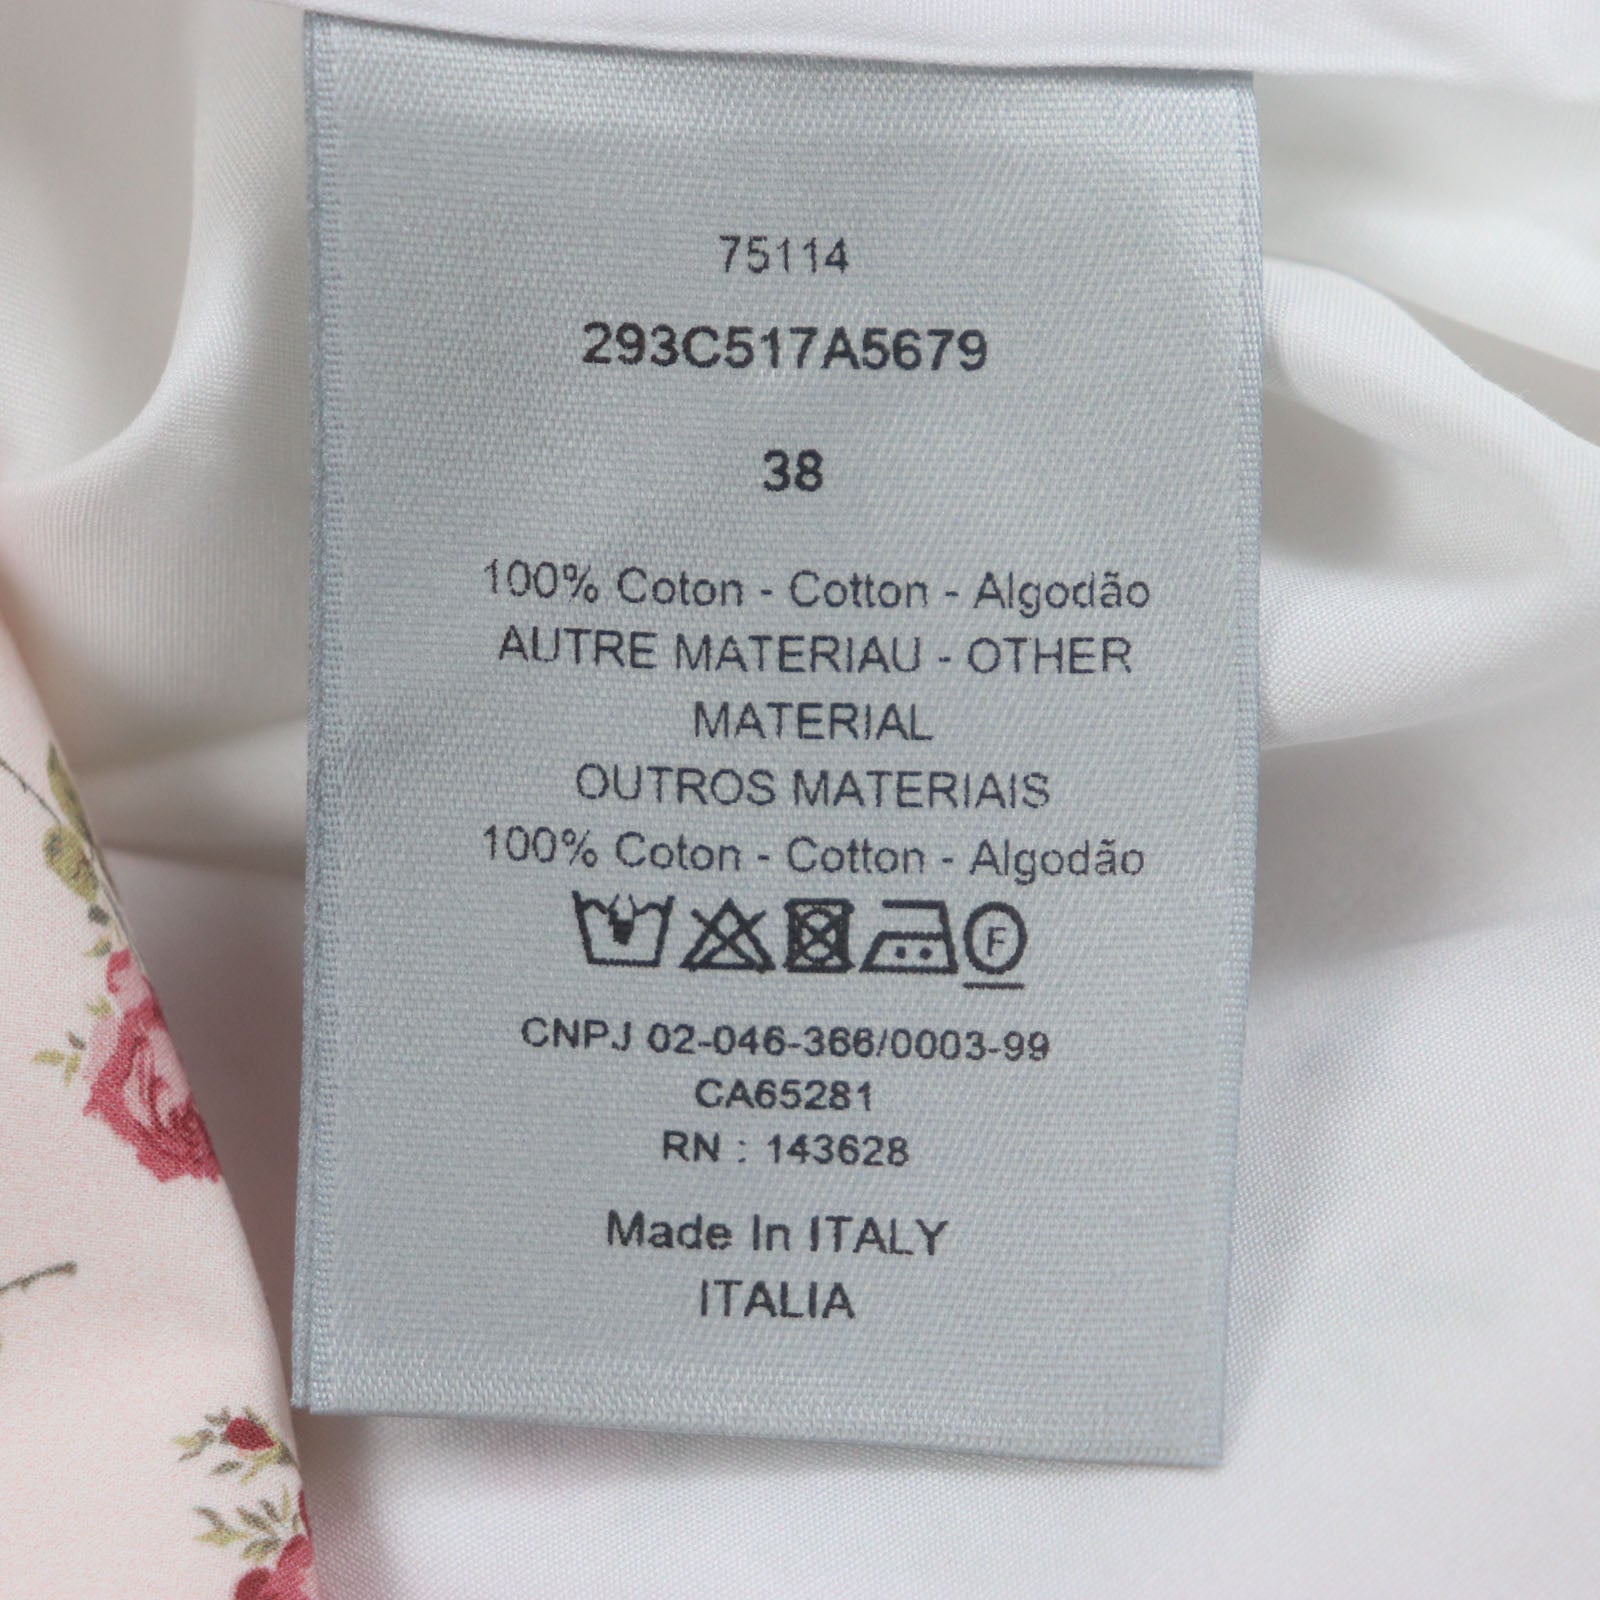 75114
293C517A5679
38
100% Coton - Cotton - Algodão
AUTRE MATERIAU - OTHER
MATERIAL
OUTROS MATERIAIS
100% Coton - Cotton - Algodão
F
CNPJ 02-046-366/0003-99
CA65281
RN : 143628
Made In ITALY
ITALIA